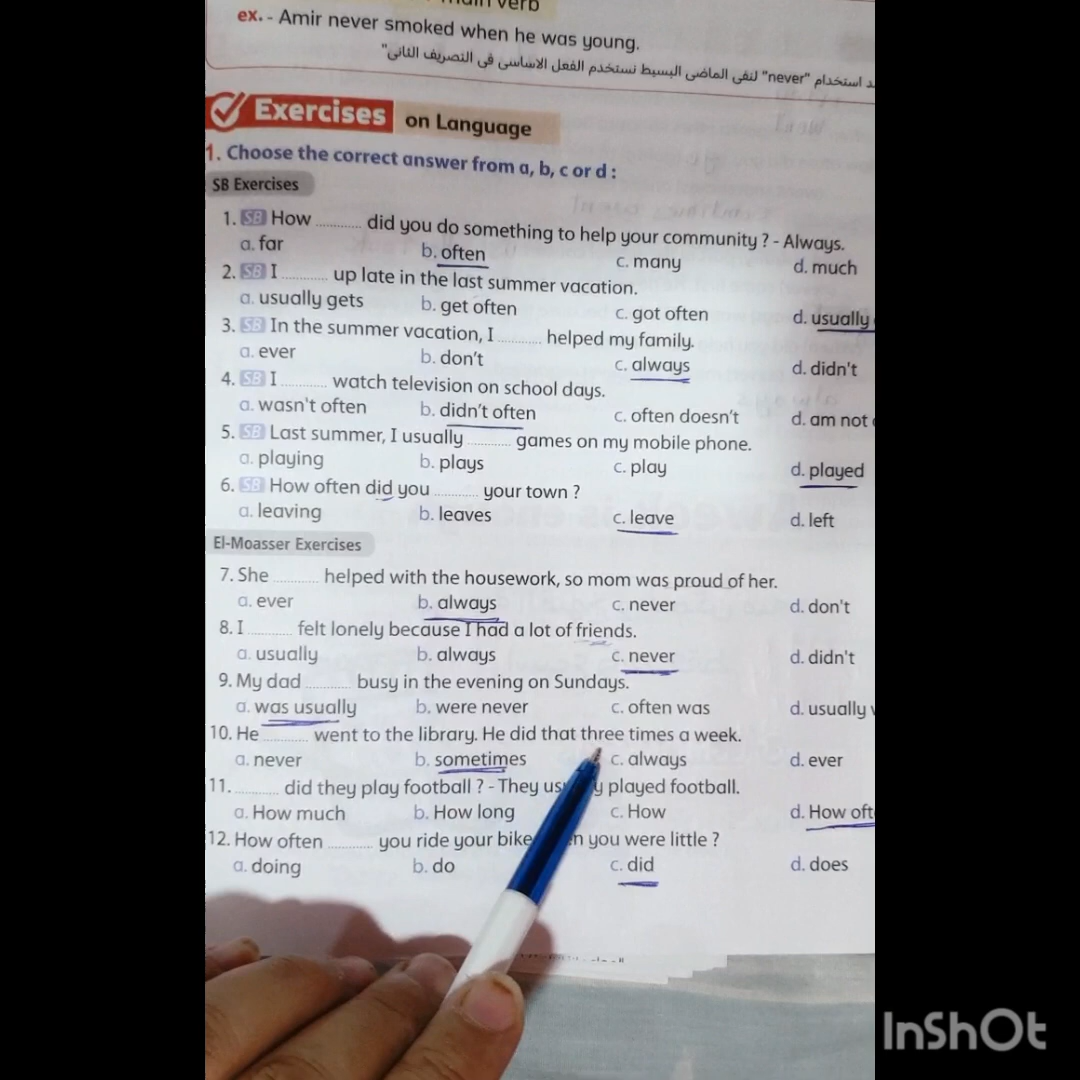 verb
ex. - Amir never smoked when he was young.
استخدام "never" لنفى الماضى البسيط نستخدم الفعل الاساسى فى التصريف الثانى"
Exercises on Language
1. Choose the correct answer from a, b, c or d :
SB Exercises
1. SB How ............ did you do something to help your community ? - Always.
a. far b. often c. many d. much
2. SB I ............ up late in the last summer vacation.
a. usually gets b. get often c. got often d. usually
3. SB In the summer vacation, I ............ helped my family.
a. ever b. don't c. always d. didn't
4. SB I ............ watch television on school days.
a. wasn't often b. didn't often c. often doesn't d. am not
5. SB Last summer, I usually ............ games on my mobile phone.
a. playing b. plays c. play d. played
6. SB How often did you ............ your town ?
a. leaving b. leaves c. leave d. left
El-Moasser Exercises
7. She ............ helped with the housework, so mom was proud of her.
a. ever b. always c. never d. don't
8. I ............ felt lonely because I had a lot of friends.
a. usually b. always c. never d. didn't
9. My dad ............ busy in the evening on Sundays.
a. was usually b. were never c. often was d. usually
10. He ............ went to the library. He did that three times a week.
a. never b. sometimes c. always d. ever
11. ............ did they play football ? - They played football.
a. How much b. How long c. How d. How oft
12. How often ............ you ride your bike you were little ?
a. doing b. do c. did d. does
InShOt